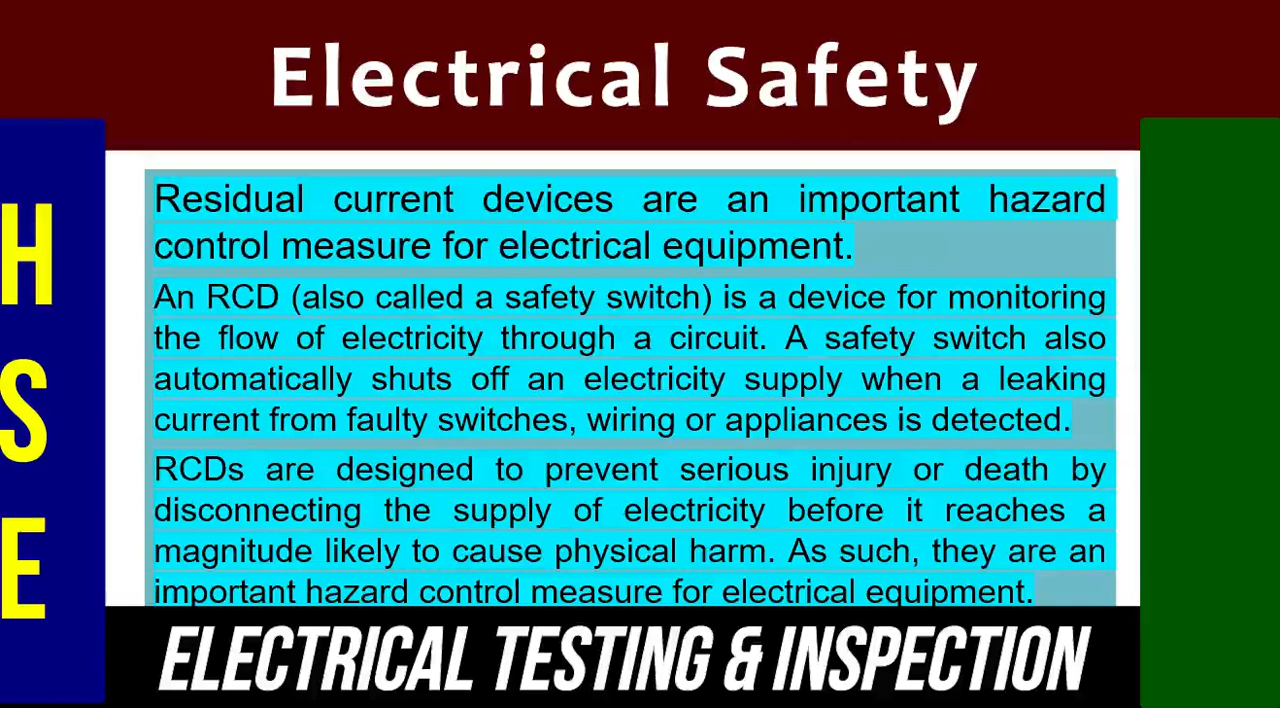 Electrical Safety
H
S
E
Residual current devices are an important hazard
control measure for electrical equipment.
An RCD (also called a safety switch) is a device for monitoring
the flow of electricity through a circuit. A safety switch also
automatically shuts off an electricity supply when a leaking
current from faulty switches, wiring or appliances is detected.
RCDs are designed to prevent serious injury or death by
disconnecting the supply of electricity before it reaches a
magnitude likely to cause physical harm. As such, they are an
important hazard control measure for electrical equipment.
ELECTRICAL TESTING & INSPECTION